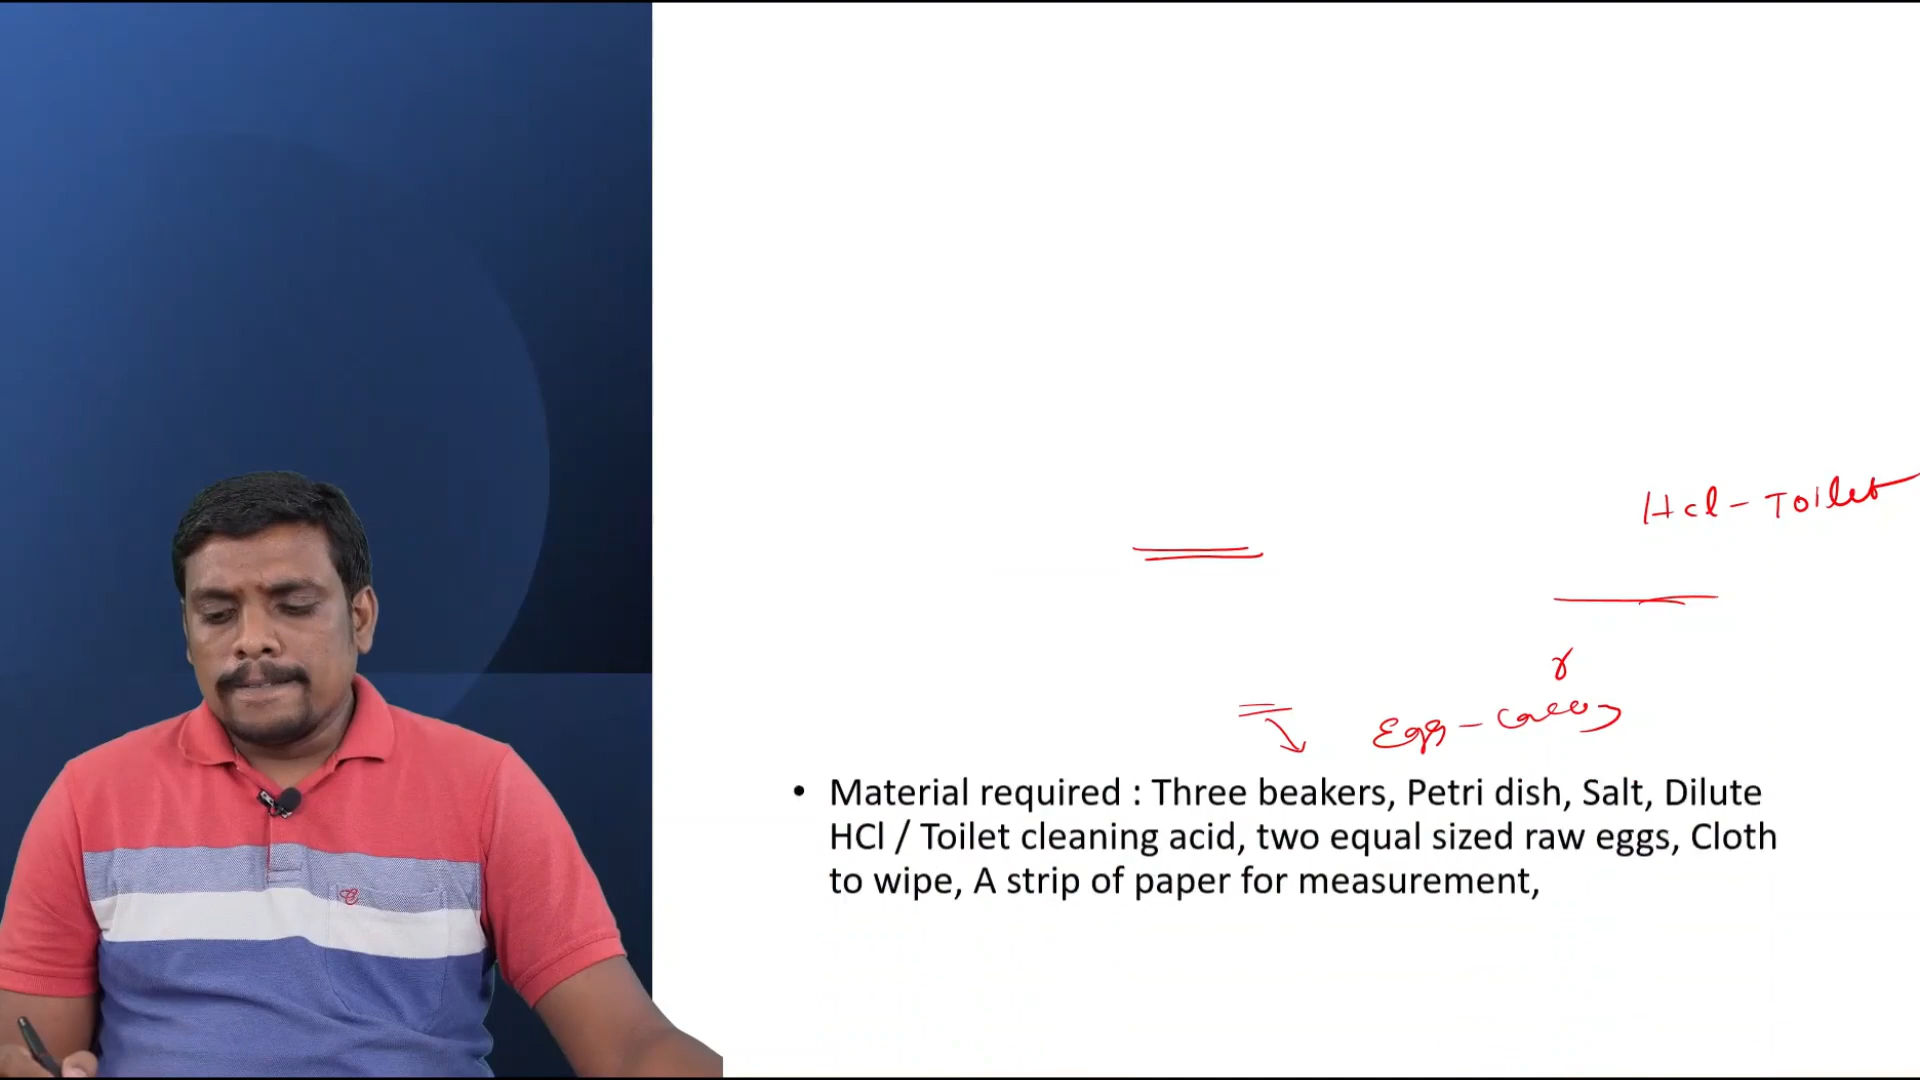 Hcl - Toilet
Egg -
• Material required : Three beakers, Petri dish, Salt, Dilute
HCl / Toilet cleaning acid, two equal sized raw eggs, Cloth
to wipe, A strip of paper for measurement,